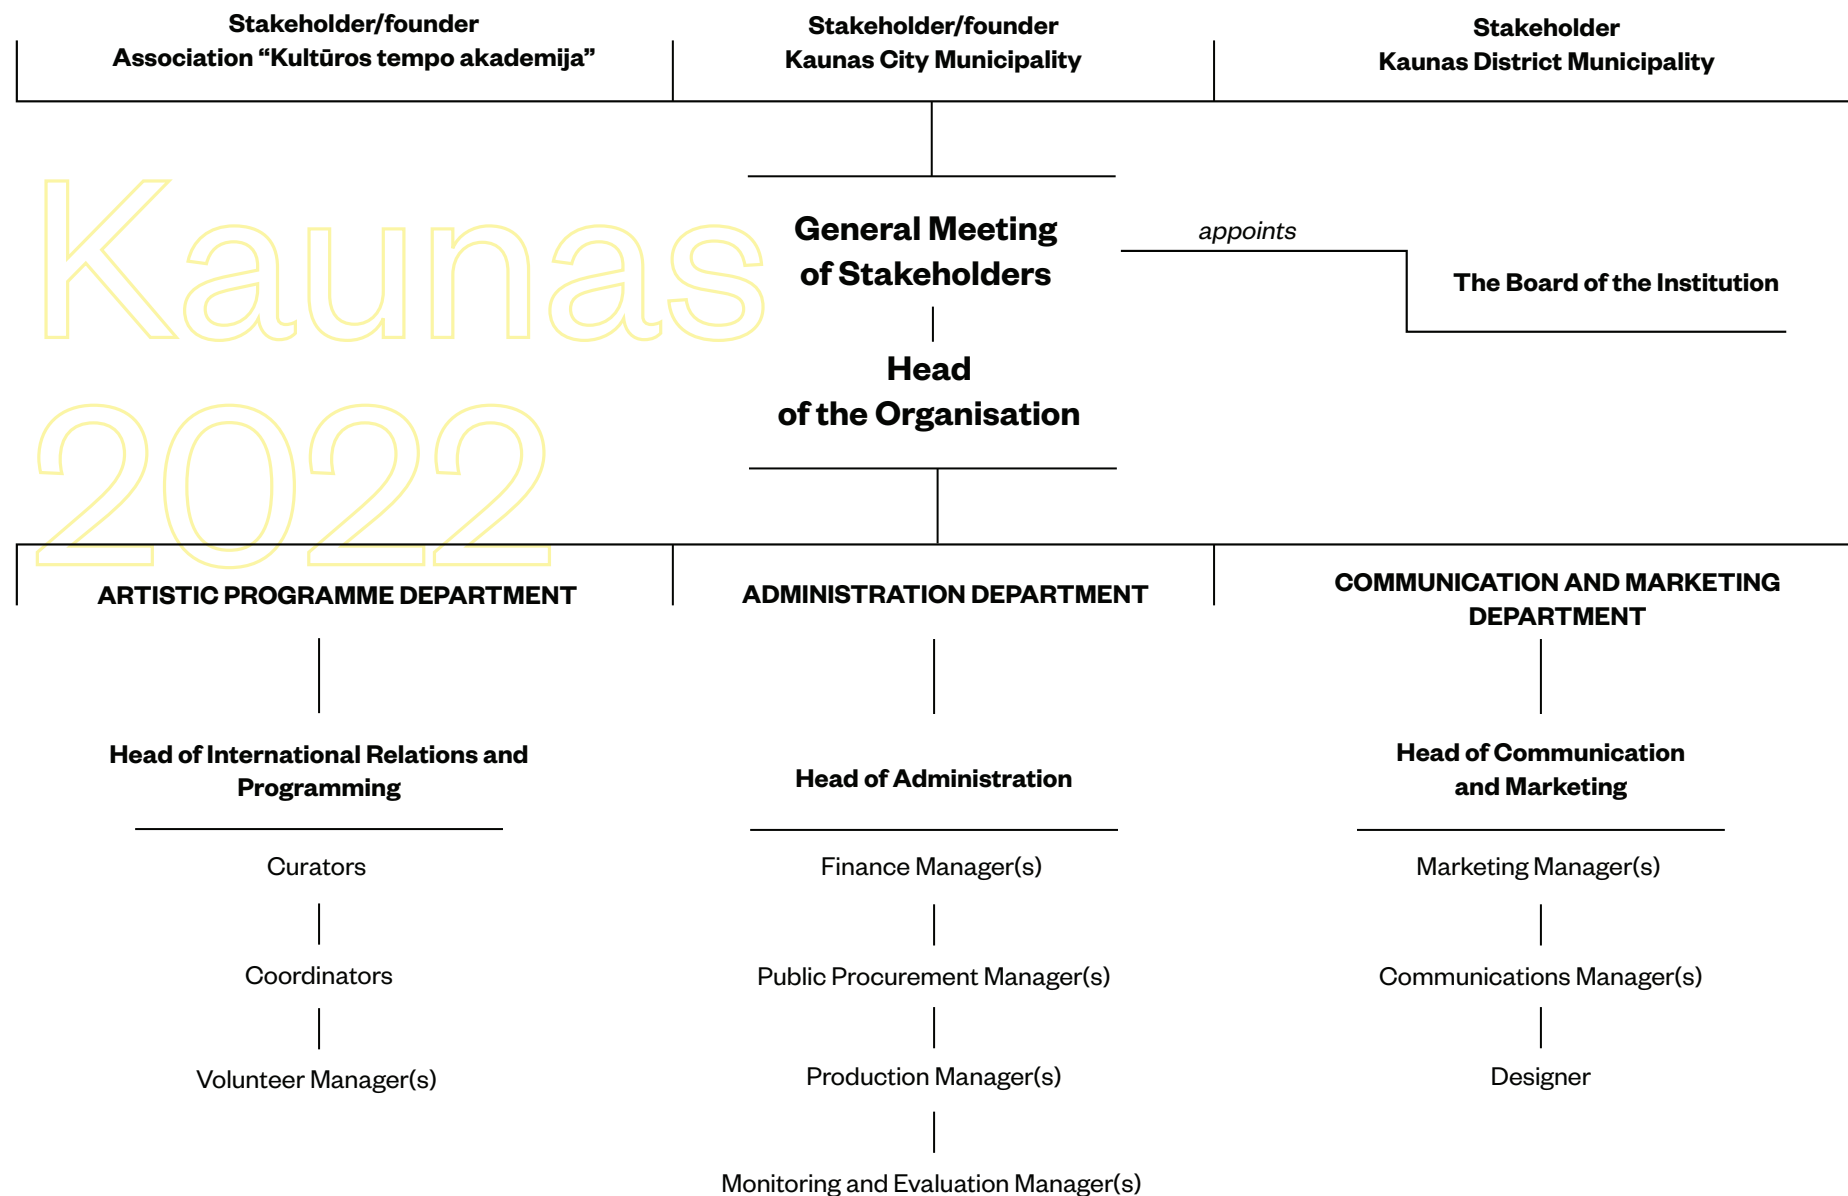 Stakeholder/founder
Association “Kultūros tempo akademija”
Stakeholder/founder
Kaunas City Municipality
Stakeholder
Kaunas District Municipality
Kaunas
2022
General Meeting
of Stakeholders
appoints
The Board of the Institution
Head
of the Organisation
ARTISTIC PROGRAMME DEPARTMENT
Head of International Relations and
Programming
Curators
Coordinators
Volunteer Manager(s)
ADMINISTRATION DEPARTMENT
Head of Administration
Finance Manager(s)
Public Procurement Manager(s)
Production Manager(s)
Monitoring and Evaluation Manager(s)
COMMUNICATION AND MARKETING
DEPARTMENT
Head of Communication
and Marketing
Marketing Manager(s)
Communications Manager(s)
Designer